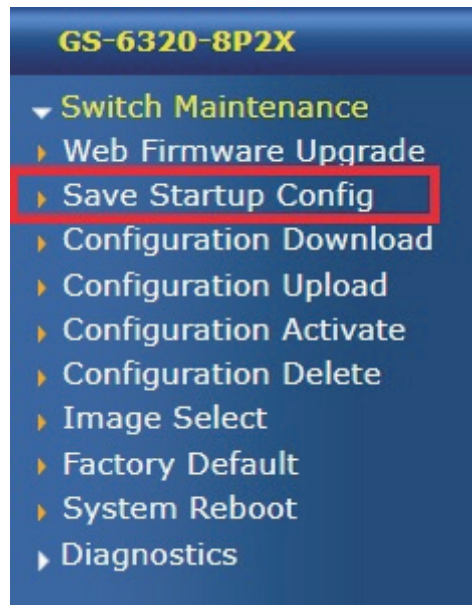 GS-6320-8P2X
Switch Maintenance
Web Firmware Upgrade
Save Startup Config
Configuration Download
Configuration Upload
Configuration Activate
Configuration Delete
Image Select
Factory Default
System Reboot
Diagnostics